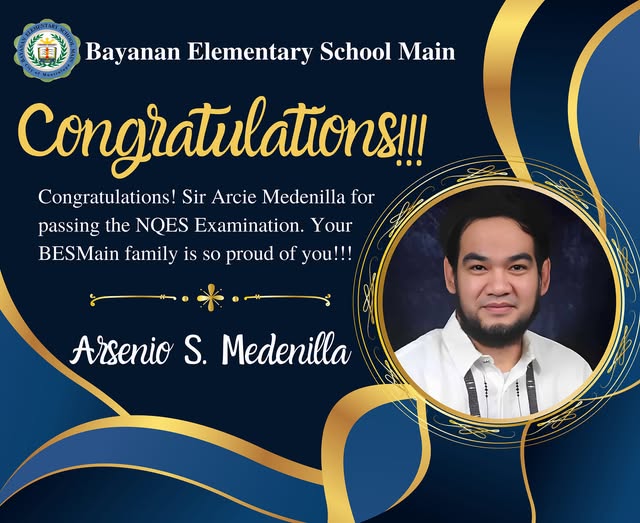 Bayanan Elementary School Main
Congratulations!!!
Congratulations! Sir Arcie Medenilla for
passing the NQES Examination. Your
BESMain family is so proud of you!!!
Arsenio S. Medenilla